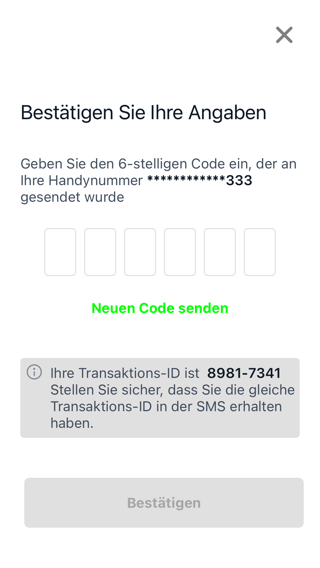 Bestätigen Sie Ihre Angaben
Geben Sie den 6-stelligen Code ein, der an
Ihre Handynummer ************333
gesendet wurde
Neuen Code senden
Ihre Transaktions-ID ist 8981-7341
Stellen Sie sicher, dass Sie die gleiche
Transaktions-ID in der SMS erhalten
haben.
Bestätigen